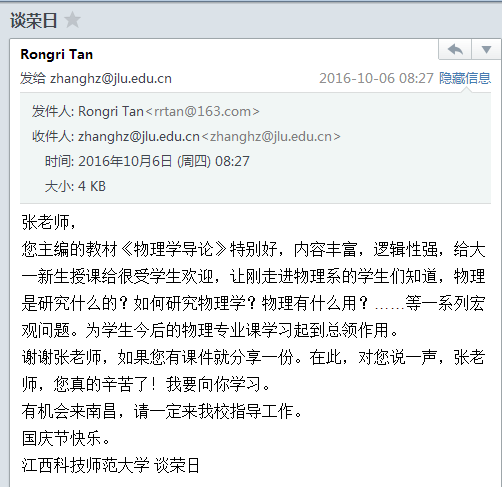 谈荣日
Rongri Tan
发给 zhanghz@jlu.edu.cn 2016-10-06 08:27 隐藏信息
发件人: Rongri Tan<rrtan@163.com>
收件人: zhanghz@jlu.edu.cn<zhanghz@jlu.edu.cn>
时间: 2016年10月6日 (周四) 08:27
大小: 4 KB
张老师，
您主编的教材《物理学导论》特别好，内容丰富，逻辑性强，给大
一新生授课给很受学生欢迎，让刚走进物理系的学生们知道，物理
是研究什么的？如何研究物理学？物理有什么用？……等一系列宏
观问题。为学生今后的物理专业课学习起到总领作用。
谢谢张老师，如果您有课件就分享一份。在此，对您说一声，张老
师，您真的辛苦了！我要向你学习。
有机会来南昌，请一定来我校指导工作。
国庆节快乐。
江西科技师范大学 谈荣日